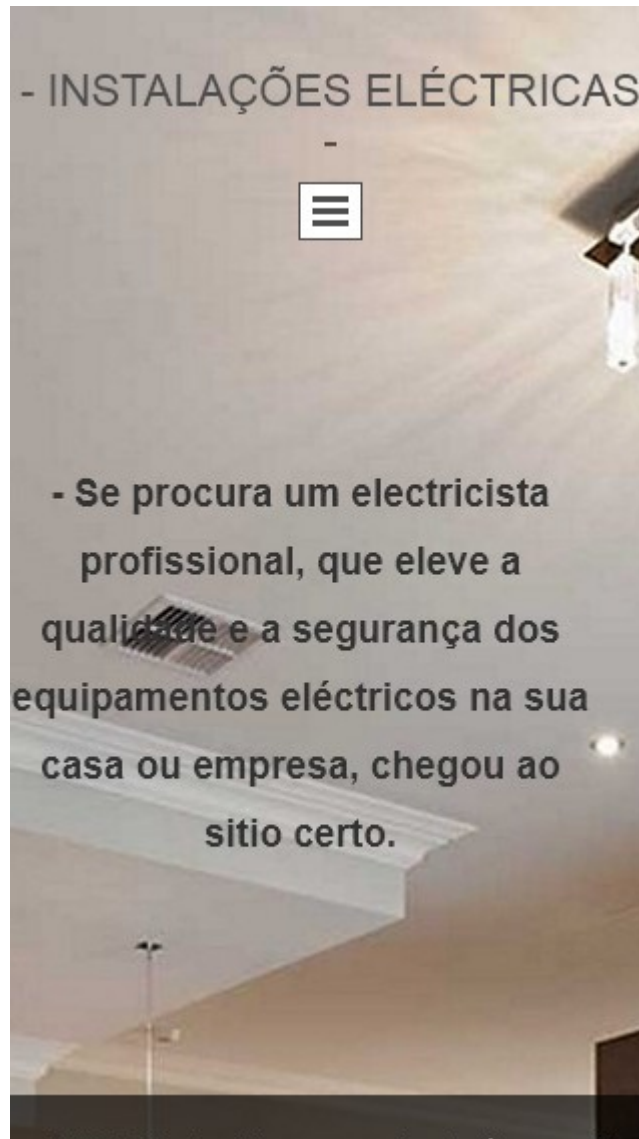 - INSTALAÇÕES ELÉCTRICAS
-
- Se procura um electricista
profissional, que eleve a
qualidade e a segurança dos
equipamentos eléctricos na sua
casa ou empresa, chegou ao
sitio certo.